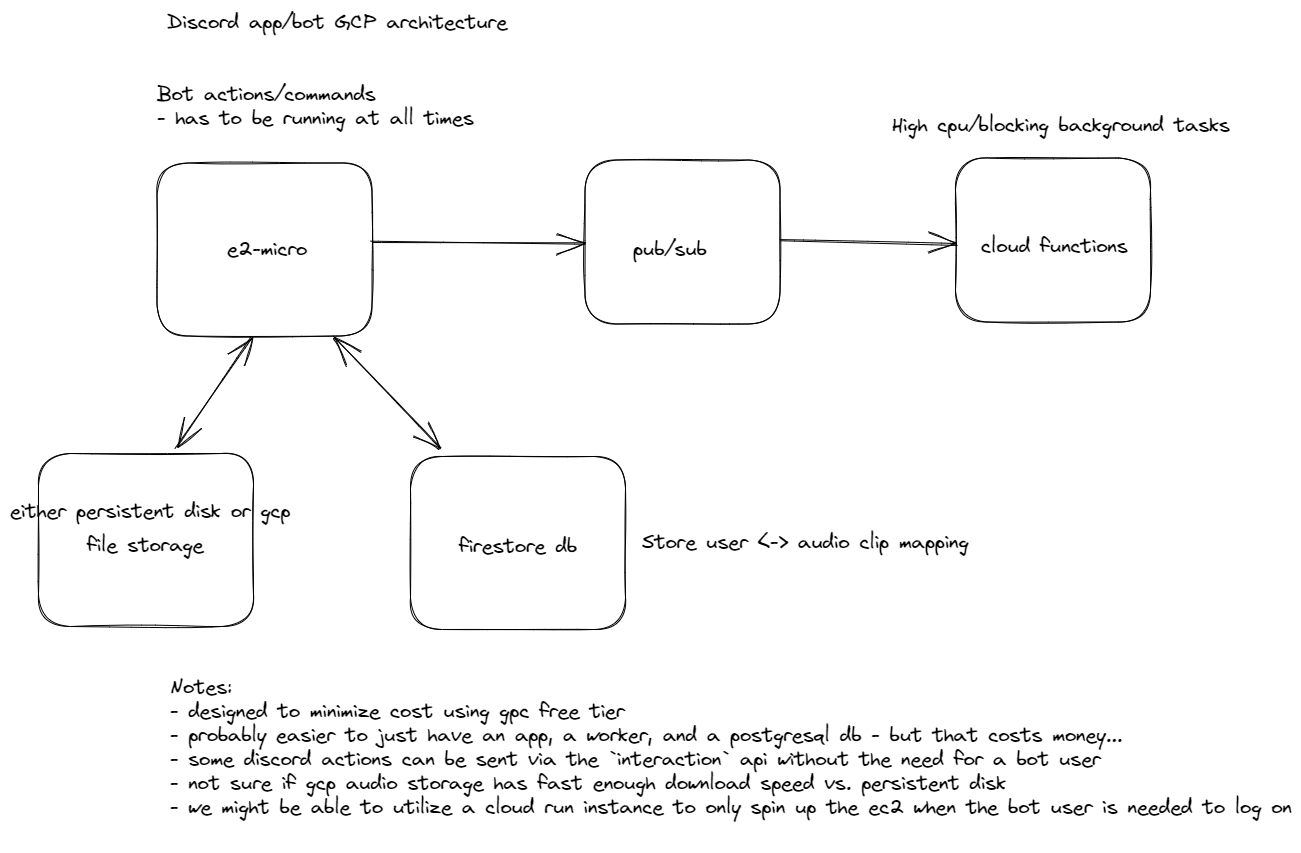 Discord app/bot GCP architecture
Bot actions/commands
- has to be running at all times
High cpu/blocking background tasks
e2-micro
pub/sub
cloud functions
either persistent disk or gcp
file storage
firestore db
Store user <-> audio clip mapping
Notes:
- designed to minimize cost using gpc free tier
- probably easier to just have an app, a worker, and a postgresql db - but that costs money...
- some discord actions can be sent via the `interaction` api without the need for a bot user
- not sure if gcp audio storage has fast enough download speed vs. persistent disk
- we might be able to utilize a cloud run instance to only spin up the ec2 when the bot user is needed to log on